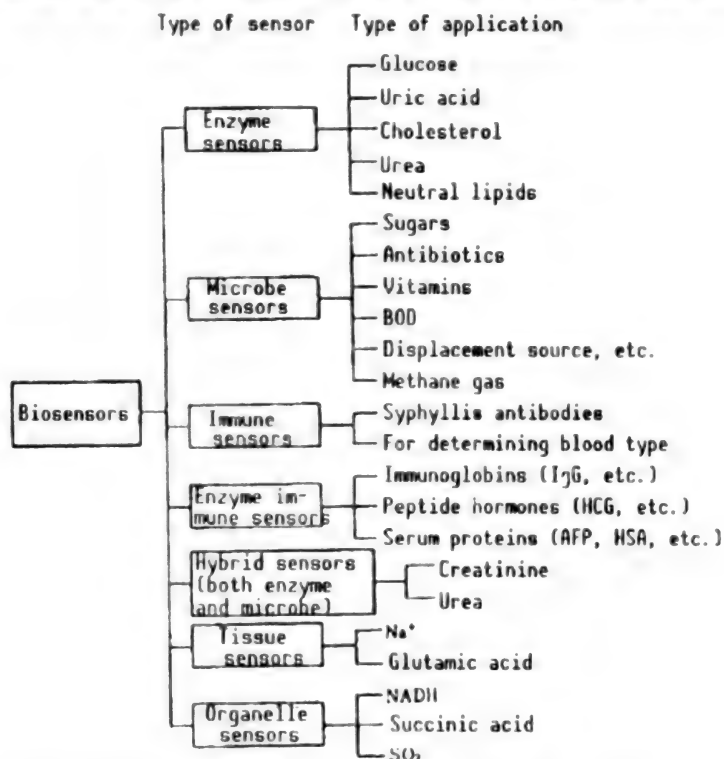 Type of sensor Type of application
Glucose
Uric acid
Enzyme
sensors
Cholesterol
Urea
Neutral lipids
Sugars
Antibiotics
Microbe
sensors
Vitamins
BOD
Displacement source, etc.
Methane gas
Biosensors
Immune
sensors
Syphyllis antibodies
For determining blood type
Enzyme im-
mune sensors
Immunoglobins (IgG, etc.)
Peptide hormones (HCG, etc.)
Serum proteins (AFP, HSA, etc.)
Hybrid sensors
(both enzyme
and microbe)
Creatinine
Urea
Tissue
sensors
Na⁺
Glutamic acid
Organelle
sensors
NADH
Succinic acid
SO₂